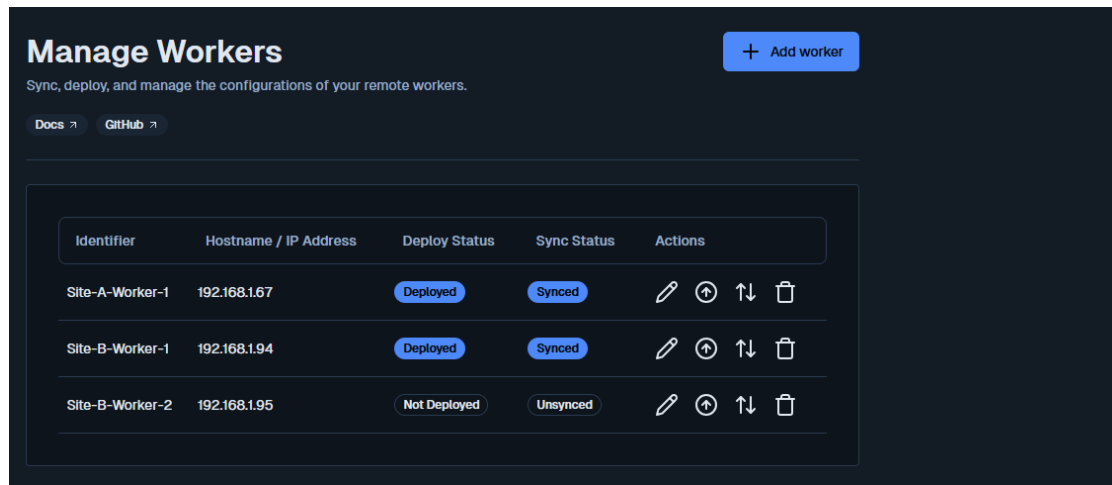 Manage Workers
+ Add worker
Sync, deploy, and manage the configurations of your remote workers.
Docs ↗ GitHub ↗
Identifier Hostname / IP Address Deploy Status Sync Status Actions
Site-A-Worker-1 192.168.1.67 Deployed Synced
Site-B-Worker-1 192.168.1.94 Deployed Synced
Site-B-Worker-2 192.168.1.95 Not Deployed Unsynced